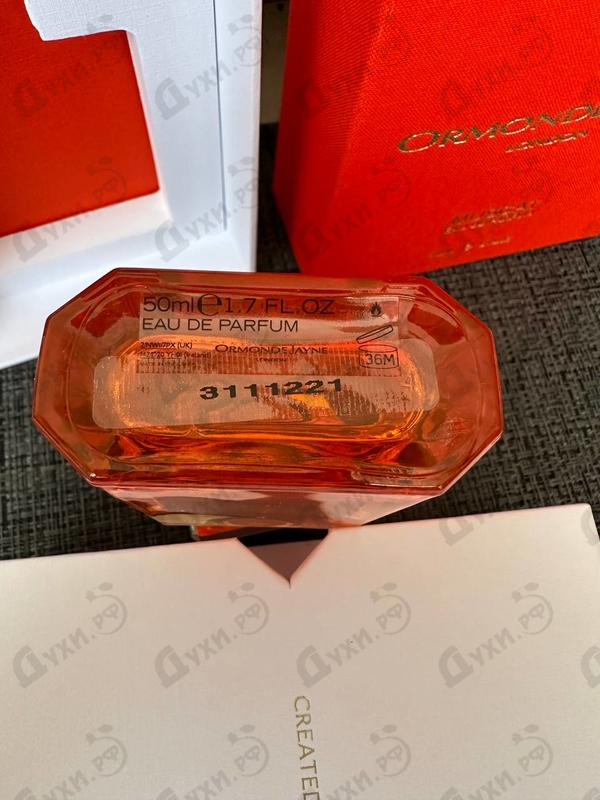 ORMONDE
LONDON
50ml ℮ 1.7 FL.OZ
EAU DE PARFUM
ORMONDE JAYNE
36M
3111221
CREATED
Духи.рф